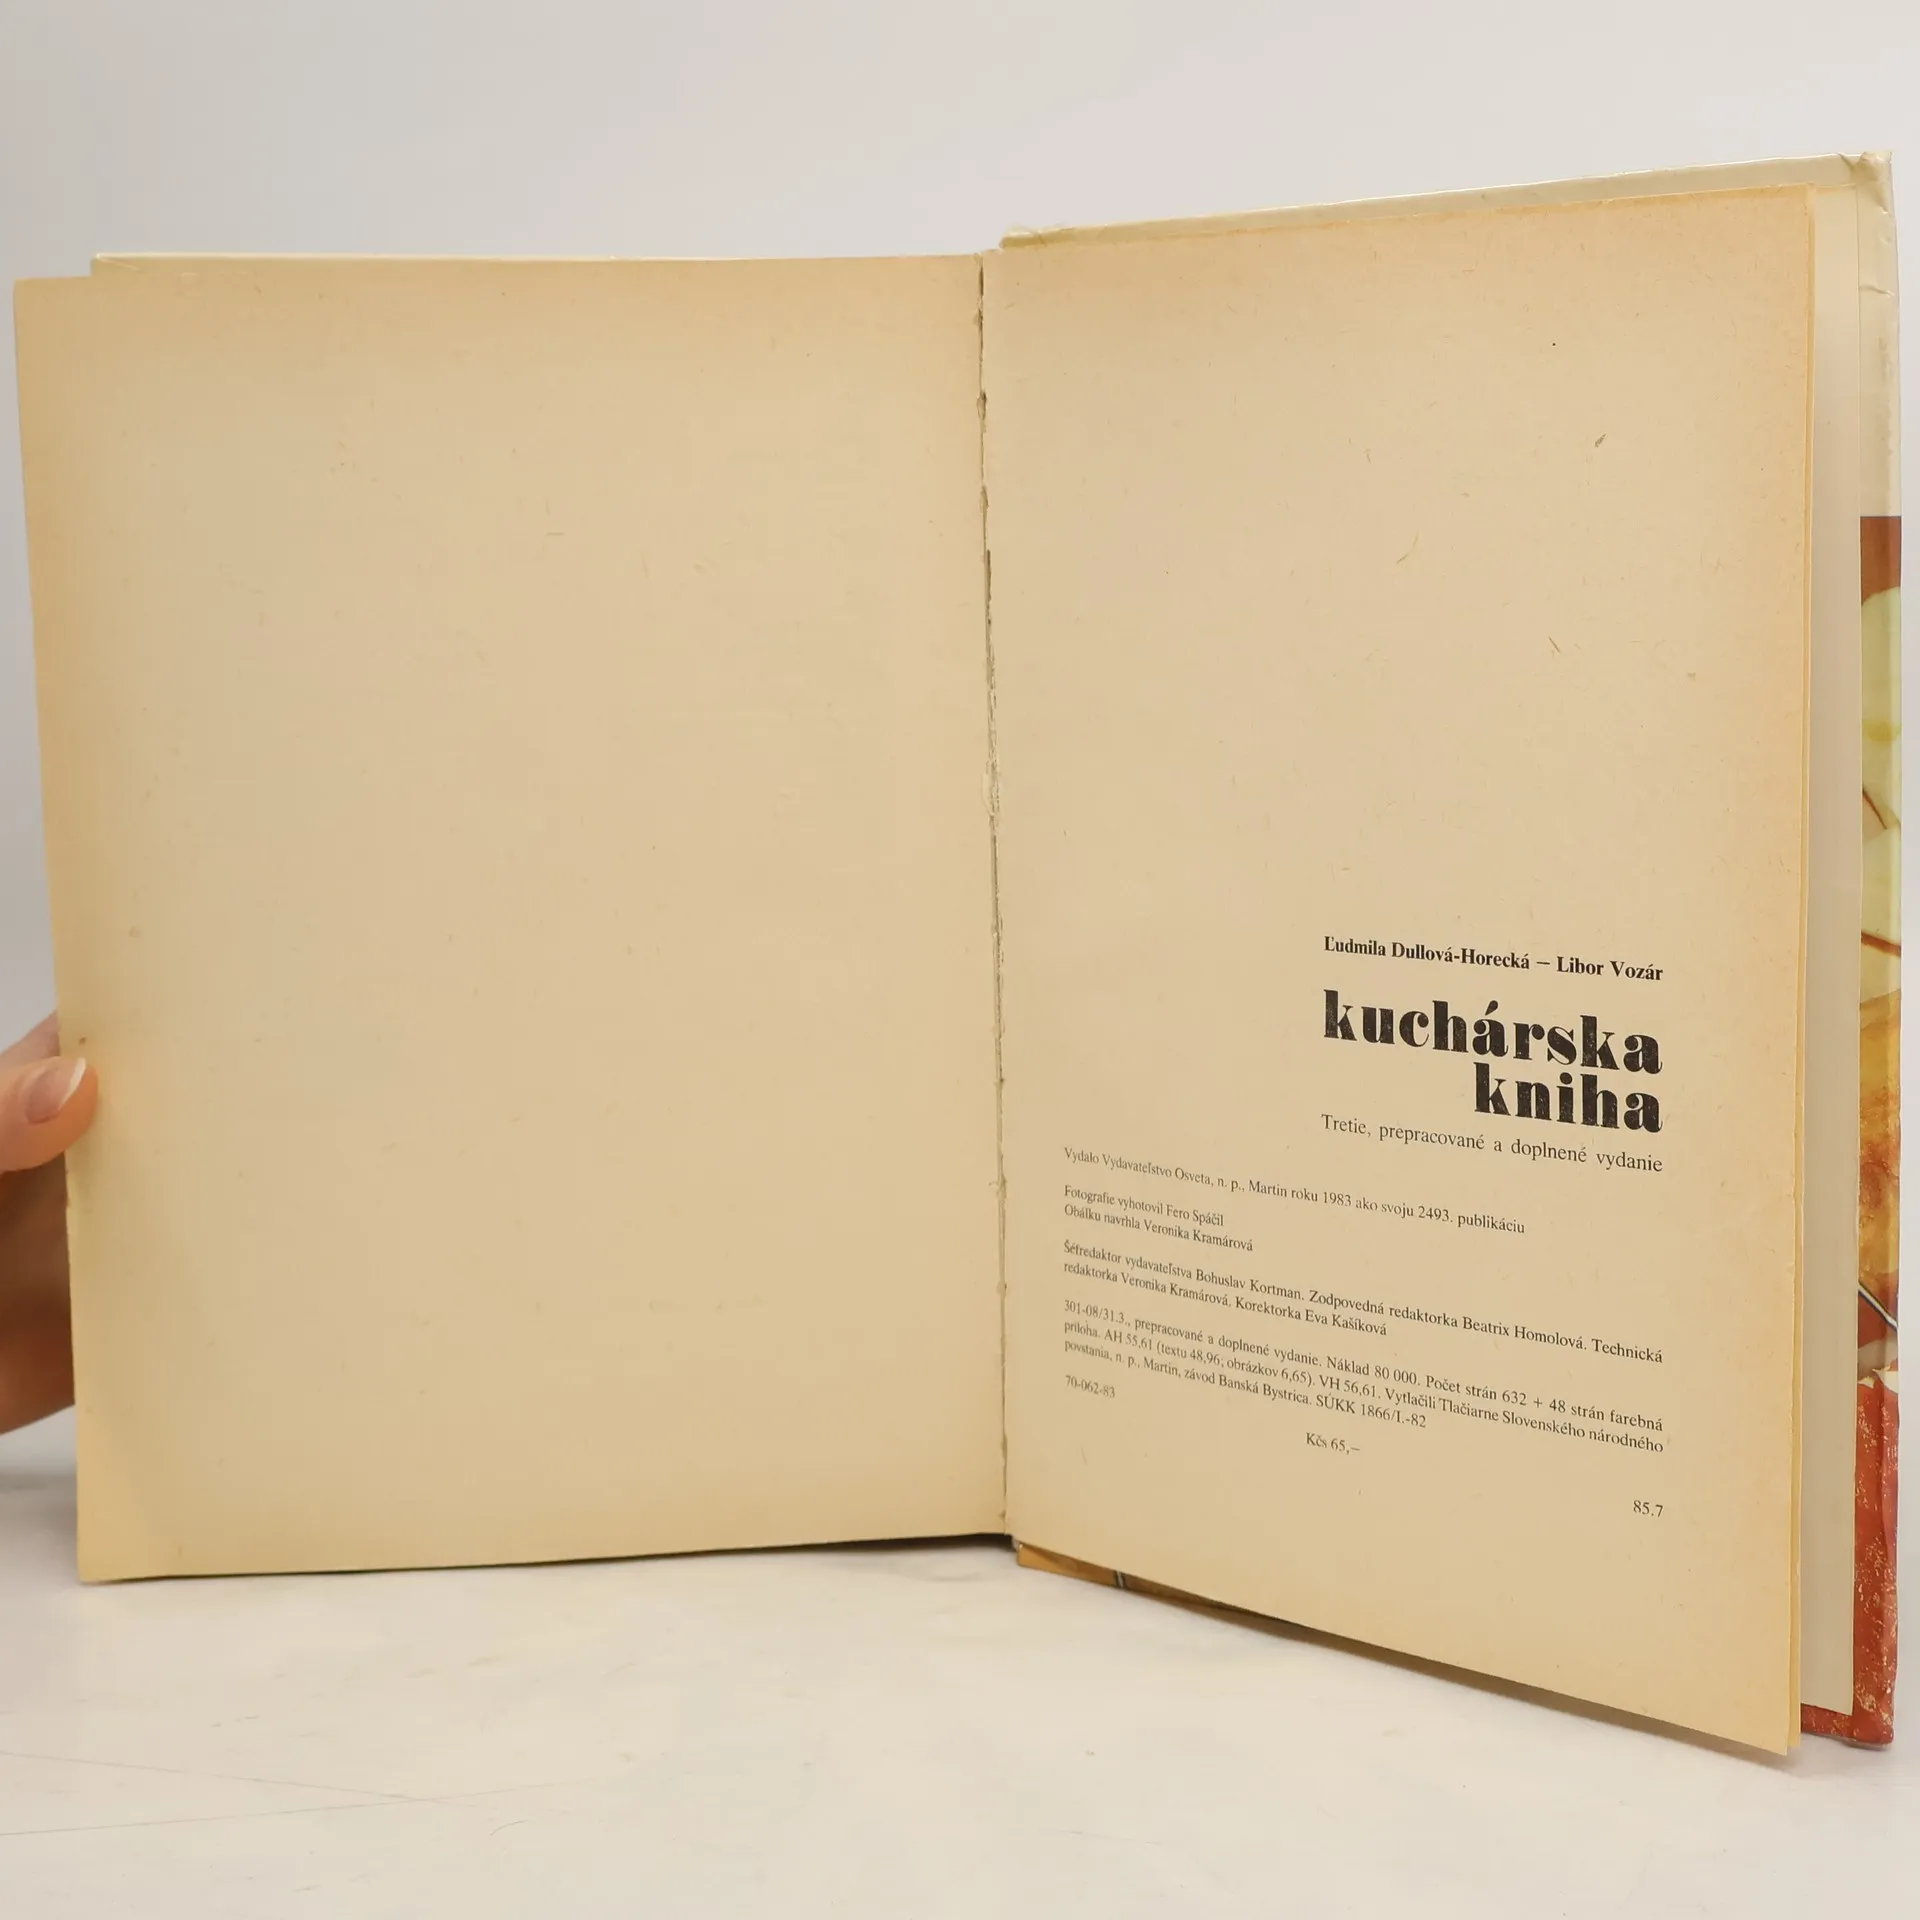 Ľudmila Dullová-Horecká – Libor Vozár
kuchárska
kniha
Tretie, prepracované a doplnené vydanie
Vydalo Vydavateľstvo Osveta, n. p., Martin roku 1983 ako svoju 2493. publikáciu
Fotografie vyhotovil Fero Spáčil
Obálku navrhla Veronika Kramárová
Šéfredaktor vydavateľstva Bohuslav Kortman. Zodpovedná redaktorka Beatrix Homolová. Technická
redaktorka Veronika Kramárová. Korektorka Eva Kašíková
301-08/31.3., prepracované a doplnené vydanie. Náklad 80 000. Počet strán 632 + 48 strán farebná
príloha. AH 55,61 (textu 48,96; obrázkov 6,65). VH 56,61. Vytlačili Tlačiarne Slovenského národného
povstania, n. p., Martin, závod Banská Bystrica. SÚKK 1866/I.-82
70-062-83
Kčs 65,–
85.7